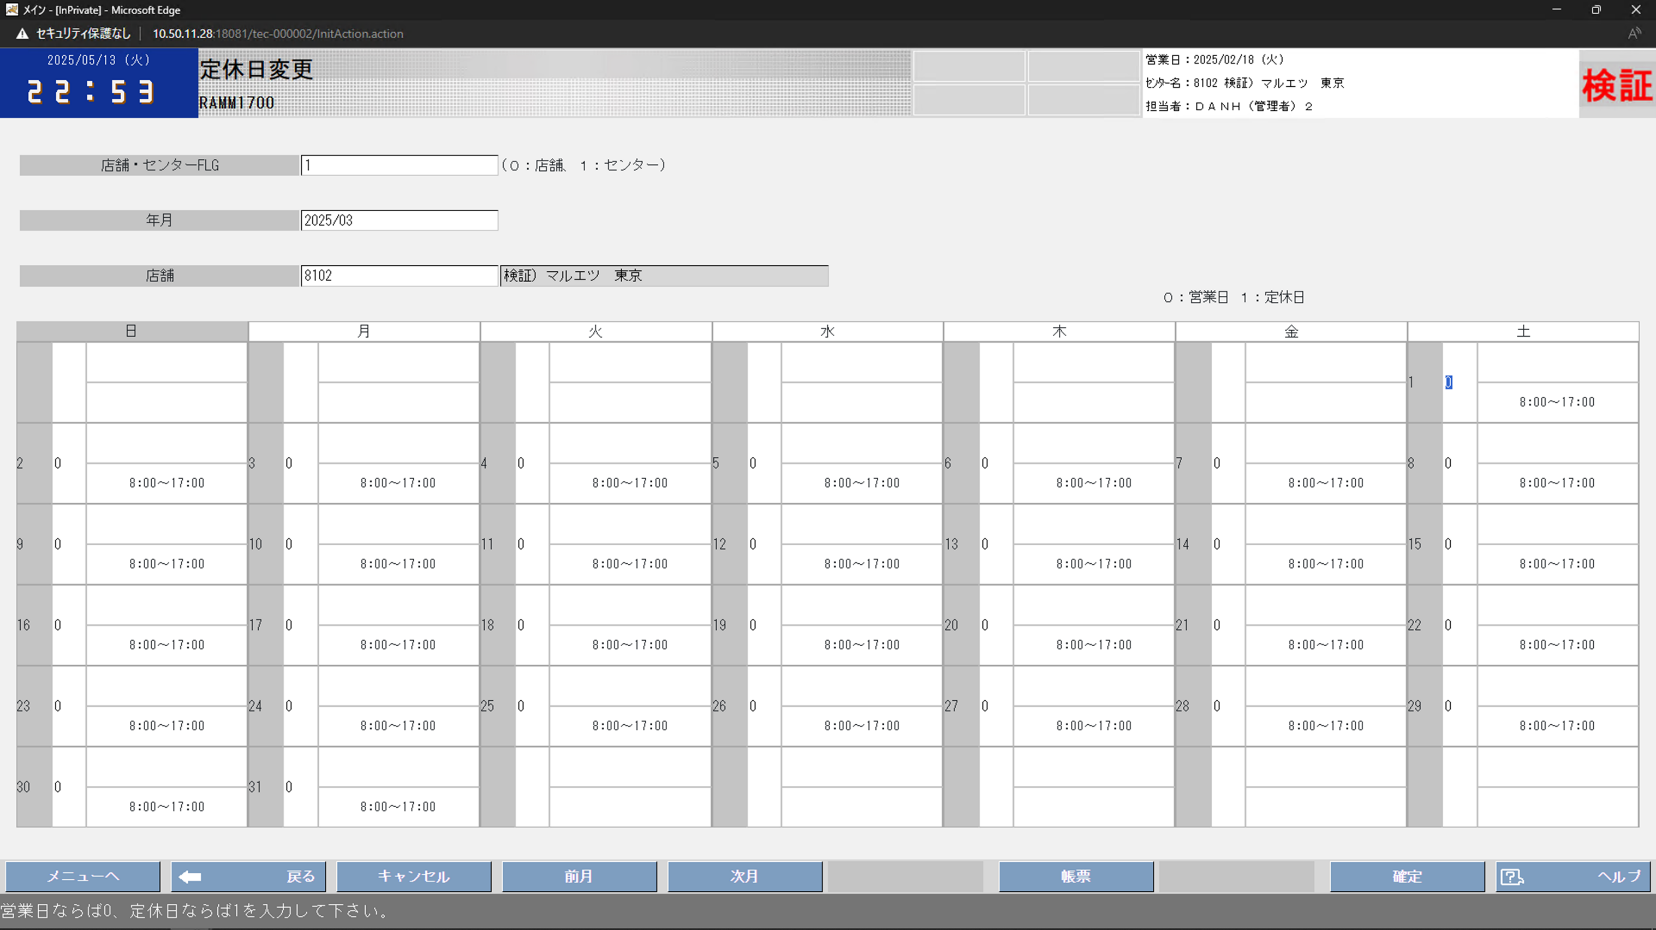 メイン - [InPrivate] - Microsoft Edge
セキュリティ保護なし 10.50.11.28:18081/tec-000002/InitAction.action
2025/05/13 (火)
22:53
定休日変更
RAMM1700
営業日：2025/02/18 (火)
ｾﾝﾀｰ名：8102 検証）マルエツ 東京
担当者：ＤＡＮＨ（管理者）２
検証
店舗・センターFLG 1 （０：店舗、１：センター）
年月 2025/03
店舗 8102 検証）マルエツ 東京
０：営業日 １：定休日
日 月 火 水 木 金 土
1 0
8:00～17:00
2 0 3 0 4 0 5 0 6 0 7 0 8 0
8:00～17:00 8:00～17:00 8:00～17:00 8:00～17:00 8:00～17:00 8:00～17:00 8:00～17:00
9 0 10 0 11 0 12 0 13 0 14 0 15 0
8:00～17:00 8:00～17:00 8:00～17:00 8:00～17:00 8:00～17:00 8:00～17:00 8:00～17:00
16 0 17 0 18 0 19 0 20 0 21 0 22 0
8:00～17:00 8:00～17:00 8:00～17:00 8:00～17:00 8:00～17:00 8:00～17:00 8:00～17:00
23 0 24 0 25 0 26 0 27 0 28 0 29 0
8:00～17:00 8:00～17:00 8:00～17:00 8:00～17:00 8:00～17:00 8:00～17:00 8:00～17:00
30 0 31 0
8:00～17:00 8:00～17:00
メニューへ 戻る キャンセル 前月 次月 帳票 確定 ヘルプ
営業日ならば0、定休日ならば1を入力して下さい。